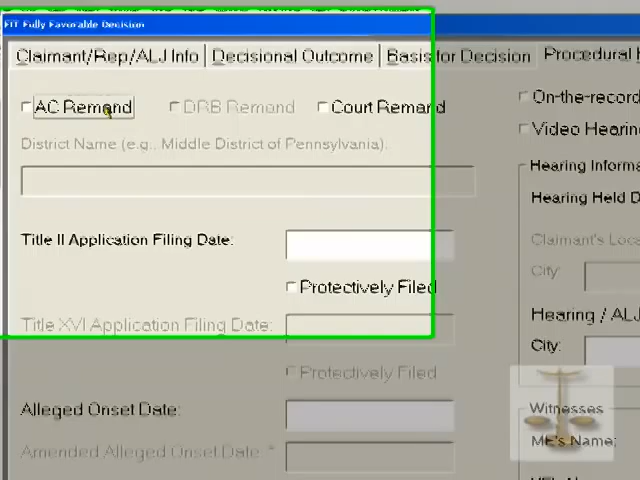 FIT Fully Favorable Decision
Claimant/Rep/ALJ Info Decisional Outcome Basis for Decision Procedural
AC Remand DRB Remand Court Remand
On-the-record
Video Hearin
District Name (e.g., Middle District of Pennsylvania).
Hearing Informa
Hearing Held D
Title II Application Filing Date:
Claimant's Loca
City:
Protectively Filed
Hearing / ALJ
Title XVI Application Filing Date:
City:
Protectively Filed
Alleged Onset Date:
Witnesses
ME's Name:
Amended Alleged Onset Date: *